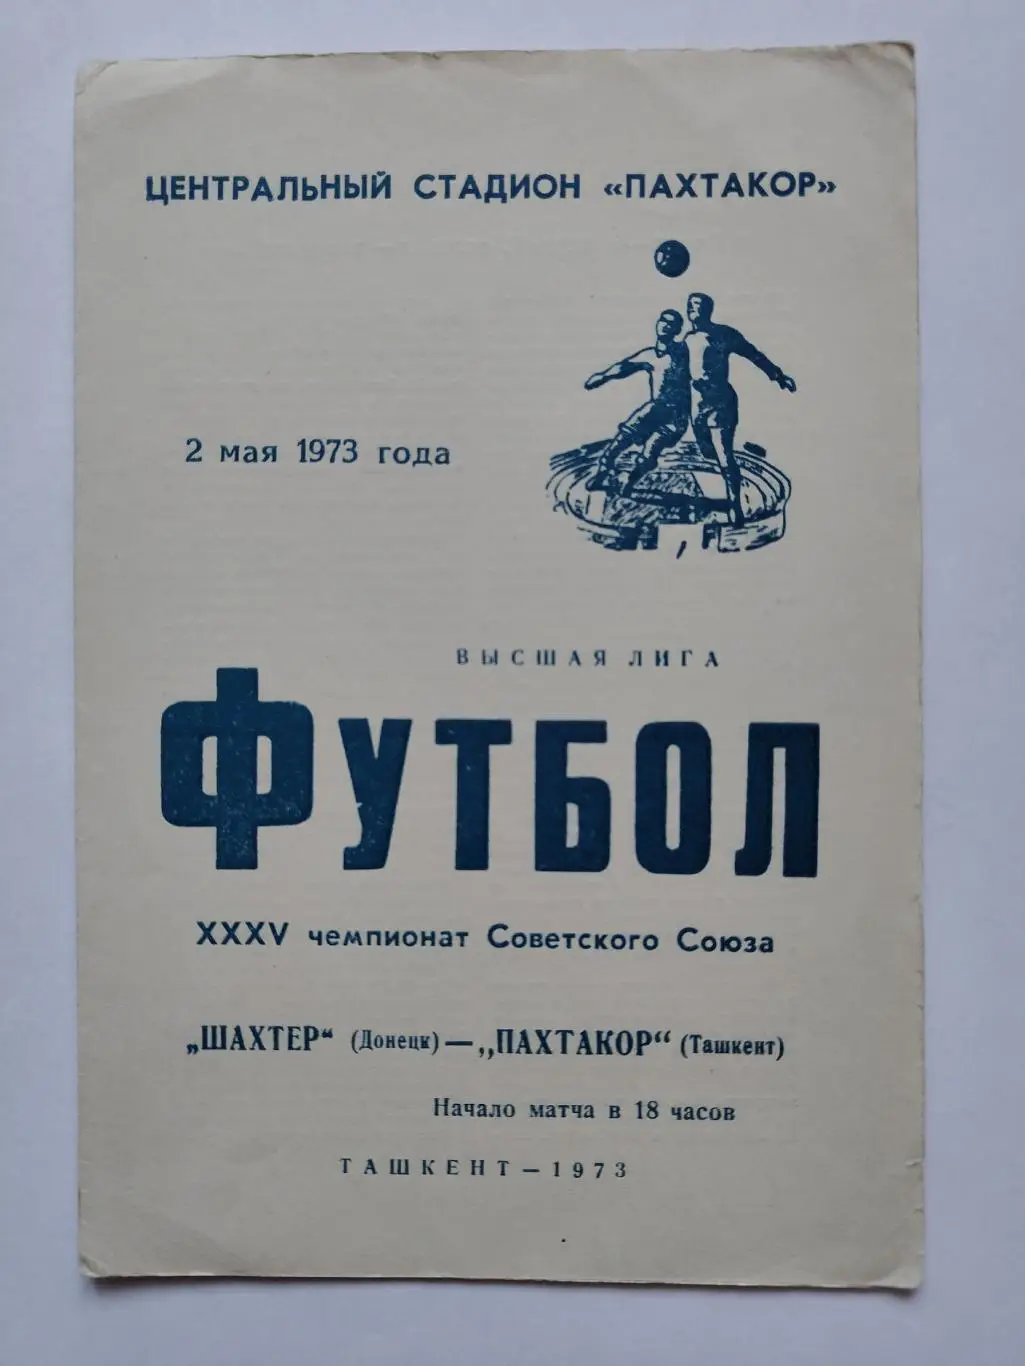 ЦЕНТРАЛЬНЫЙ СТАДИОН «ПАХТАКОР»
2 мая 1973 года
ВЫСШАЯ ЛИГА
ФУТБОЛ
XXXV чемпионат Советского Союза
„ШАХТЕР“ (Донецк) — „ПАХТАКОР“ (Ташкент)
Начало матча в 18 часов
ТАШКЕНТ — 1973